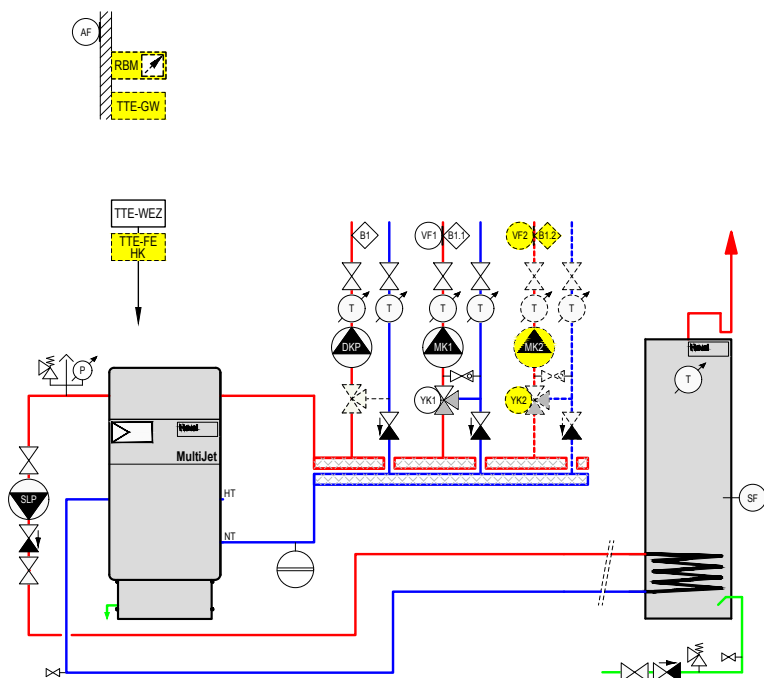 AF
RBM
TTE-GW
TTE-WEZ
TTE-FE
HK
B1
VF1
B1.1
VF2
B1.2
T
T
T
T
T
T
DKP
MK1
MK2
P
YK1
YK2
T
MultiJet
SLP
HT
SF
NT